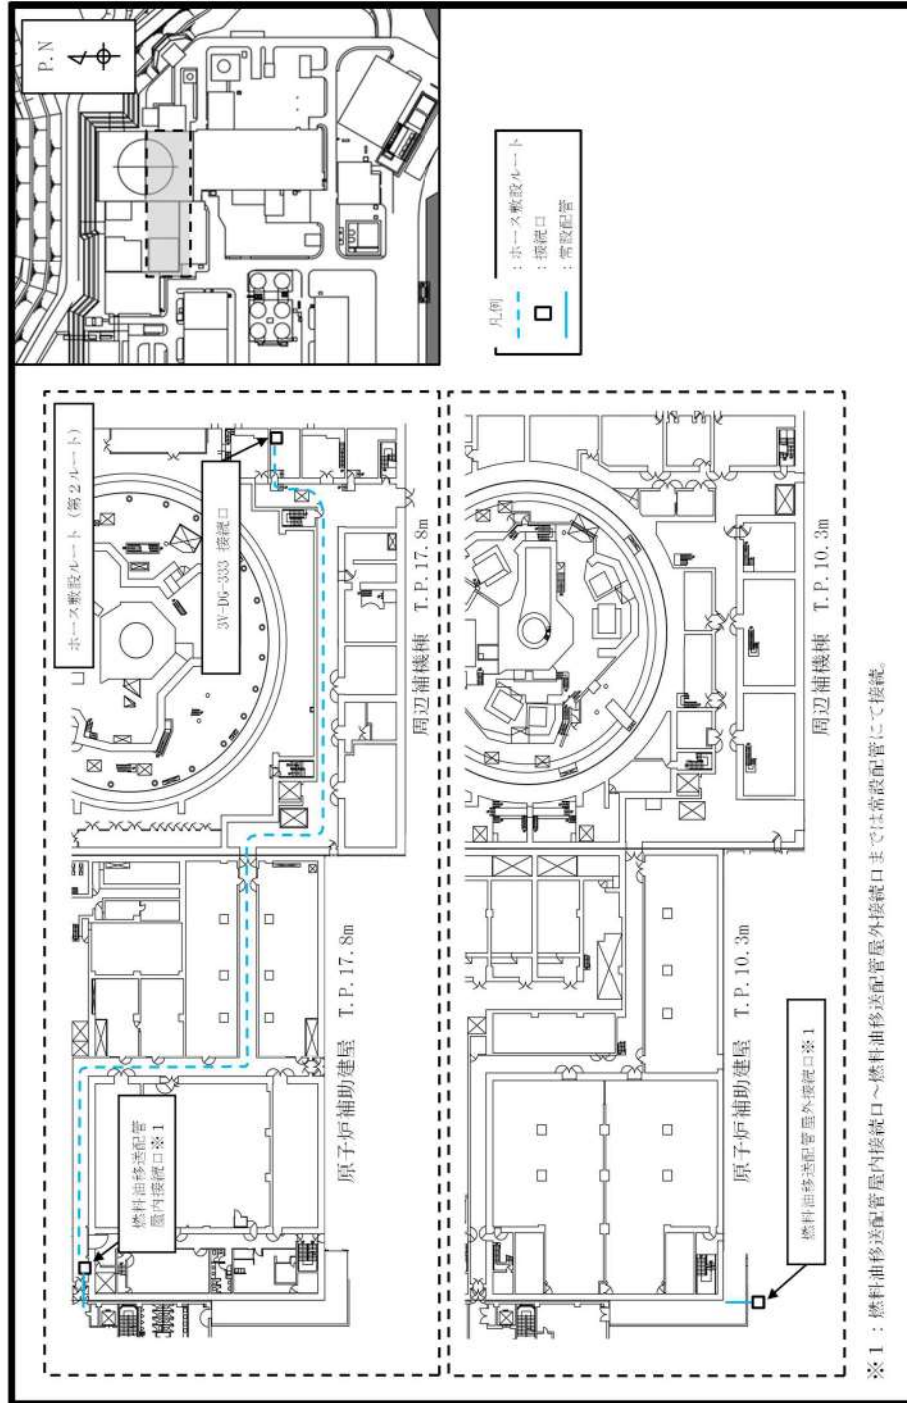 P.N
ホース敷設ルート（第２ルート）
3V-DG-333 接続口
燃料油移送配管
屋内接続口※1
原子炉補助建屋　T.P.17.8m
周辺補機棟　T.P.17.8m
原子炉補助建屋　T.P.10.3m
周辺補機棟　T.P.10.3m
燃料油移送配管屋外接続口※1
凡例
：ホース敷設ルート
：接続口
：常設配管
※１：燃料油移送配管屋内接続口～燃料油移送配管屋外接続口までは常設配管にて接続。